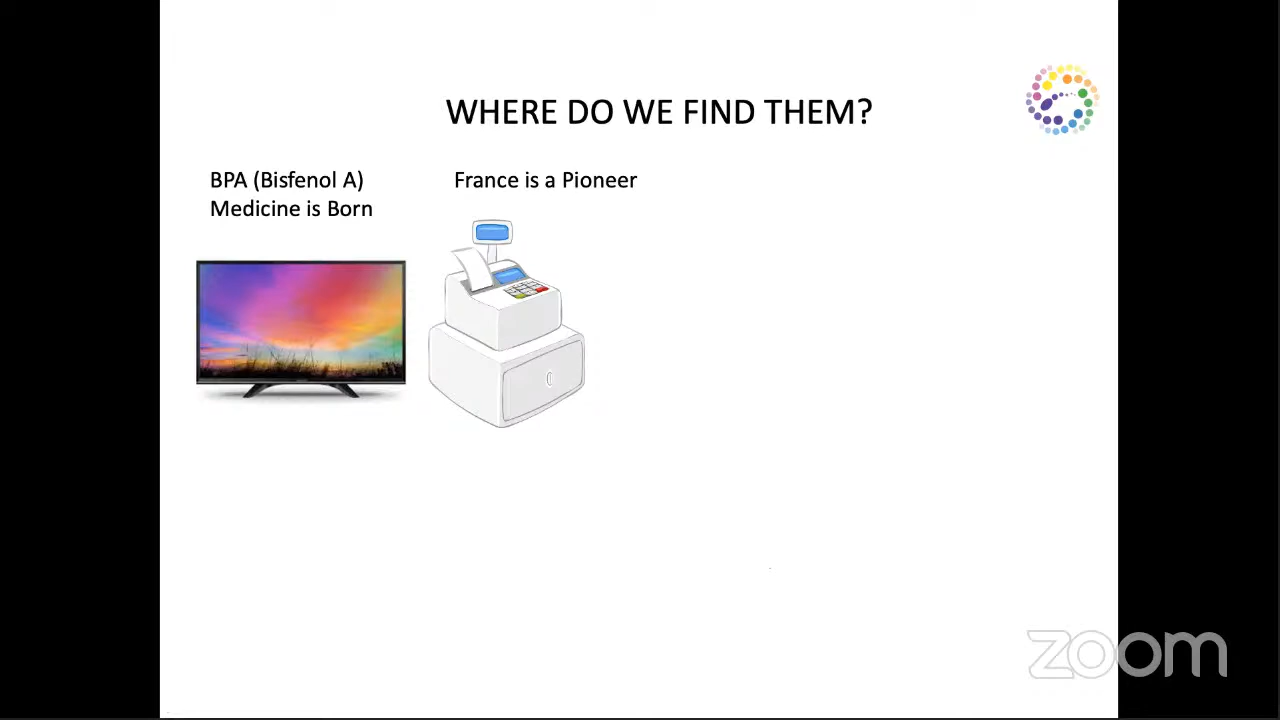 WHERE DO WE FIND THEM?
BPA (Bisfenol A)
Medicine is Born
France is a Pioneer
zoom